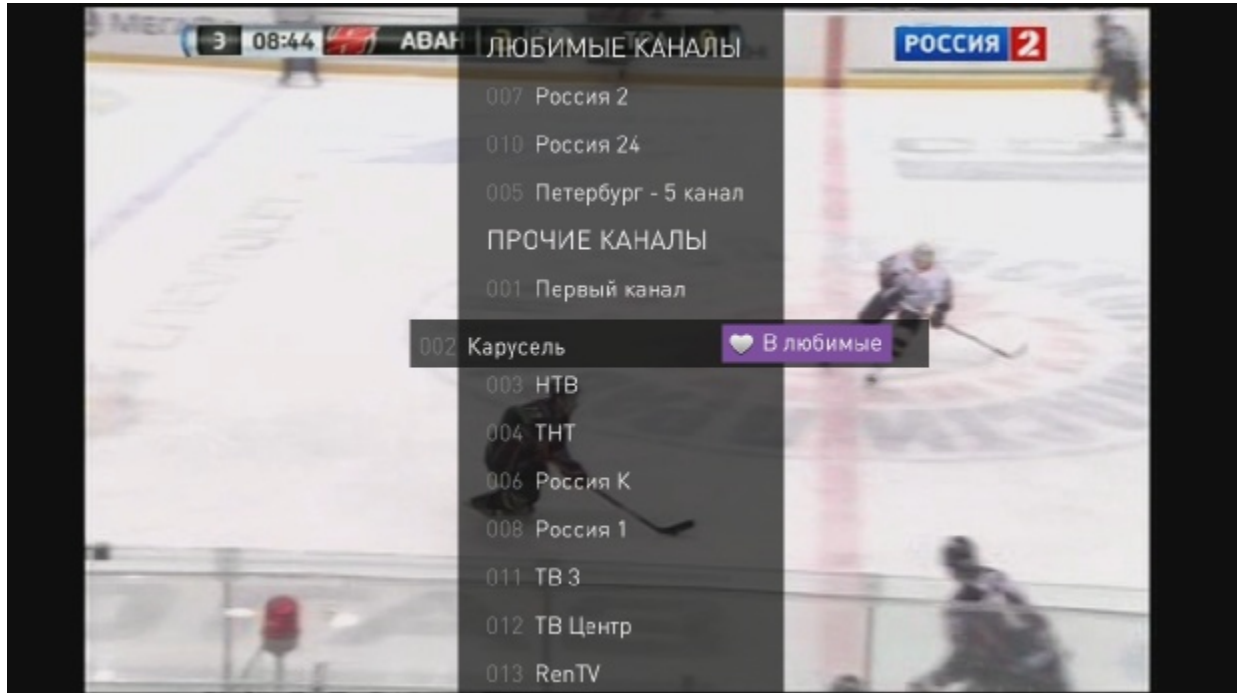 3 08:44 АВАН
РОССИЯ 2
ЛЮБИМЫЕ КАНАЛЫ
007 Россия 2
010 Россия 24
005 Петербург - 5 канал
ПРОЧИЕ КАНАЛЫ
001 Первый канал
002 Карусель В любимые
003 НТВ
004 ТНТ
006 Россия К
008 Россия 1
011 ТВ 3
012 ТВ Центр
013 RenTV